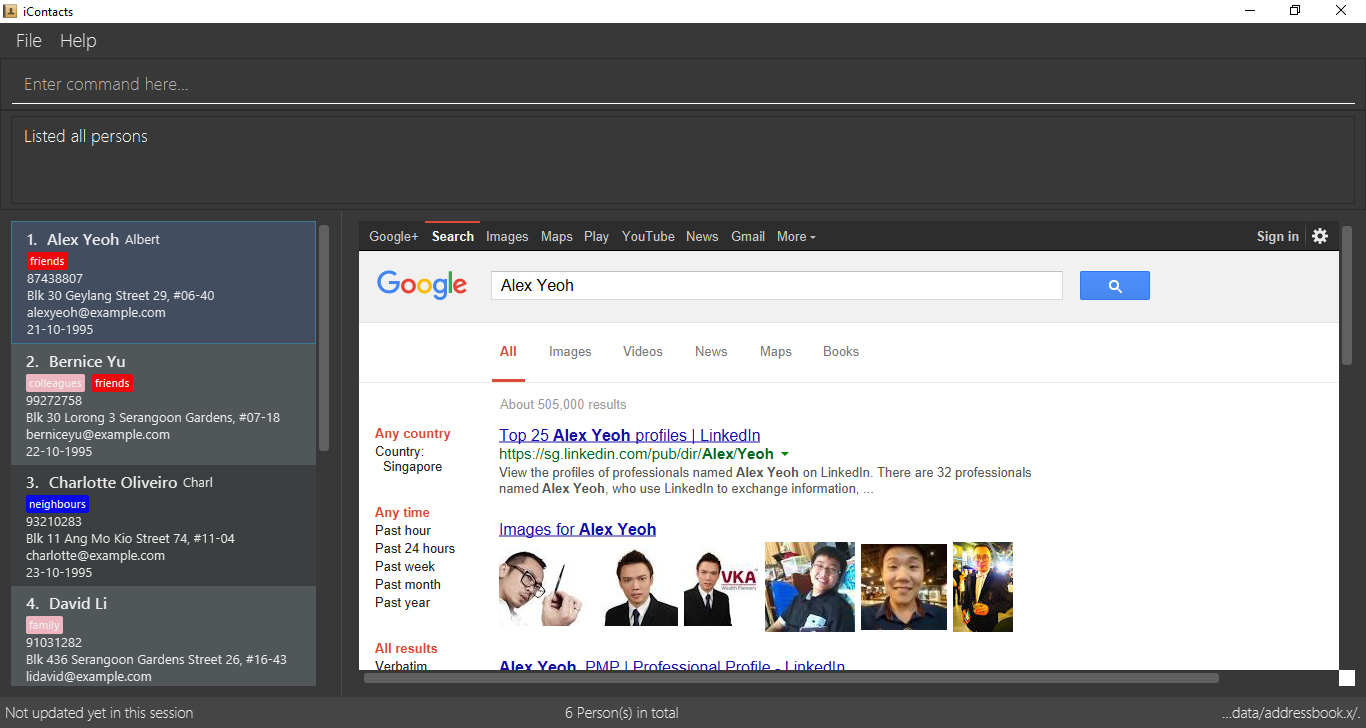 iContacts
File Help
Enter command here...
Listed all persons
1. Alex Yeoh Albert
friends
87438807
Blk 30 Geylang Street 29, #06-40
alexyeoh@example.com
21-10-1995
2. Bernice Yu
colleagues friends
99272758
Blk 30 Lorong 3 Serangoon Gardens, #07-18
berniceyu@example.com
22-10-1995
3. Charlotte Oliveiro Charl
neighbours
93210283
Blk 11 Ang Mo Kio Street 74, #11-04
charlotte@example.com
23-10-1995
4. David Li
family
91031282
Blk 436 Serangoon Gardens Street 26, #16-43
lidavid@example.com
Google+ Search Images Maps Play YouTube News Gmail More Sign in
Google Alex Yeoh
All Images Videos News Maps Books
About 505,000 results
Any country
Country:
Singapore
Any time
Past hour
Past 24 hours
Past week
Past month
Past year
All results
Verbatim
Top 25 Alex Yeoh profiles | LinkedIn
https://sg.linkedin.com/pub/dir/Alex/Yeoh
View the profiles of professionals named Alex Yeoh on LinkedIn. There are 32 professionals
named Alex Yeoh, who use LinkedIn to exchange information, ...
Images for Alex Yeoh
VKA
Wealth Planners
Alex Yeoh, PMP | Professional Profile - LinkedIn
Not updated yet in this session 6 Person(s) in total ...data/addressbook.x/.